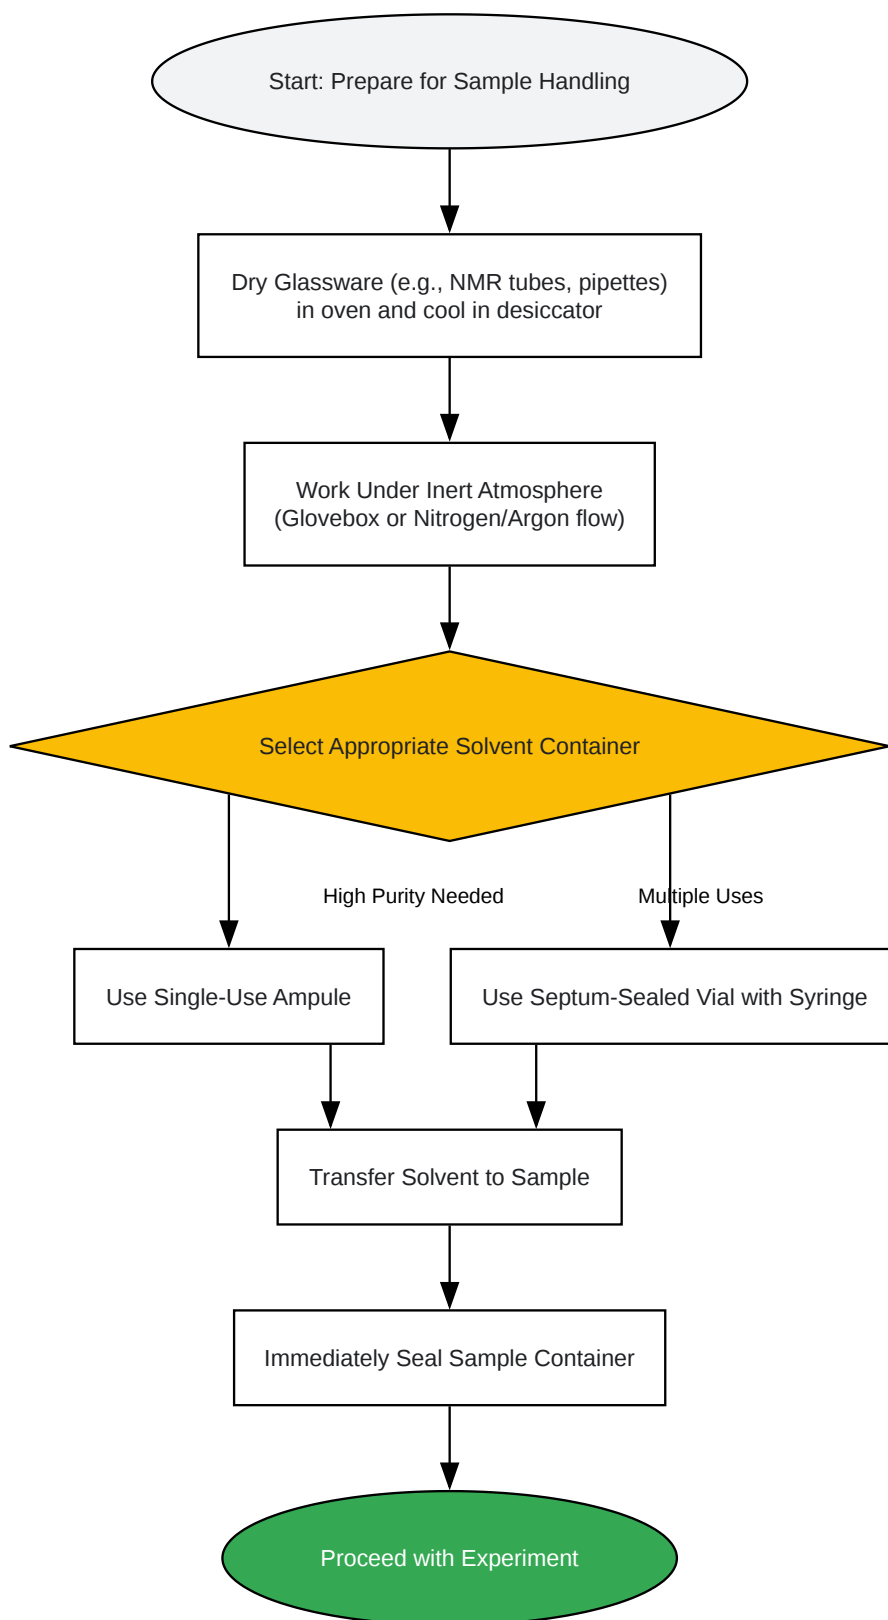 Start: Prepare for Sample Handling
Dry Glassware (e.g., NMR tubes, pipettes)
in oven and cool in desiccator
Work Under Inert Atmosphere
(Glovebox or Nitrogen/Argon flow)
Select Appropriate Solvent Container
High Purity Needed
Multiple Uses
Use Single-Use Ampule
Use Septum-Sealed Vial with Syringe
Transfer Solvent to Sample
Immediately Seal Sample Container
Proceed with Experiment